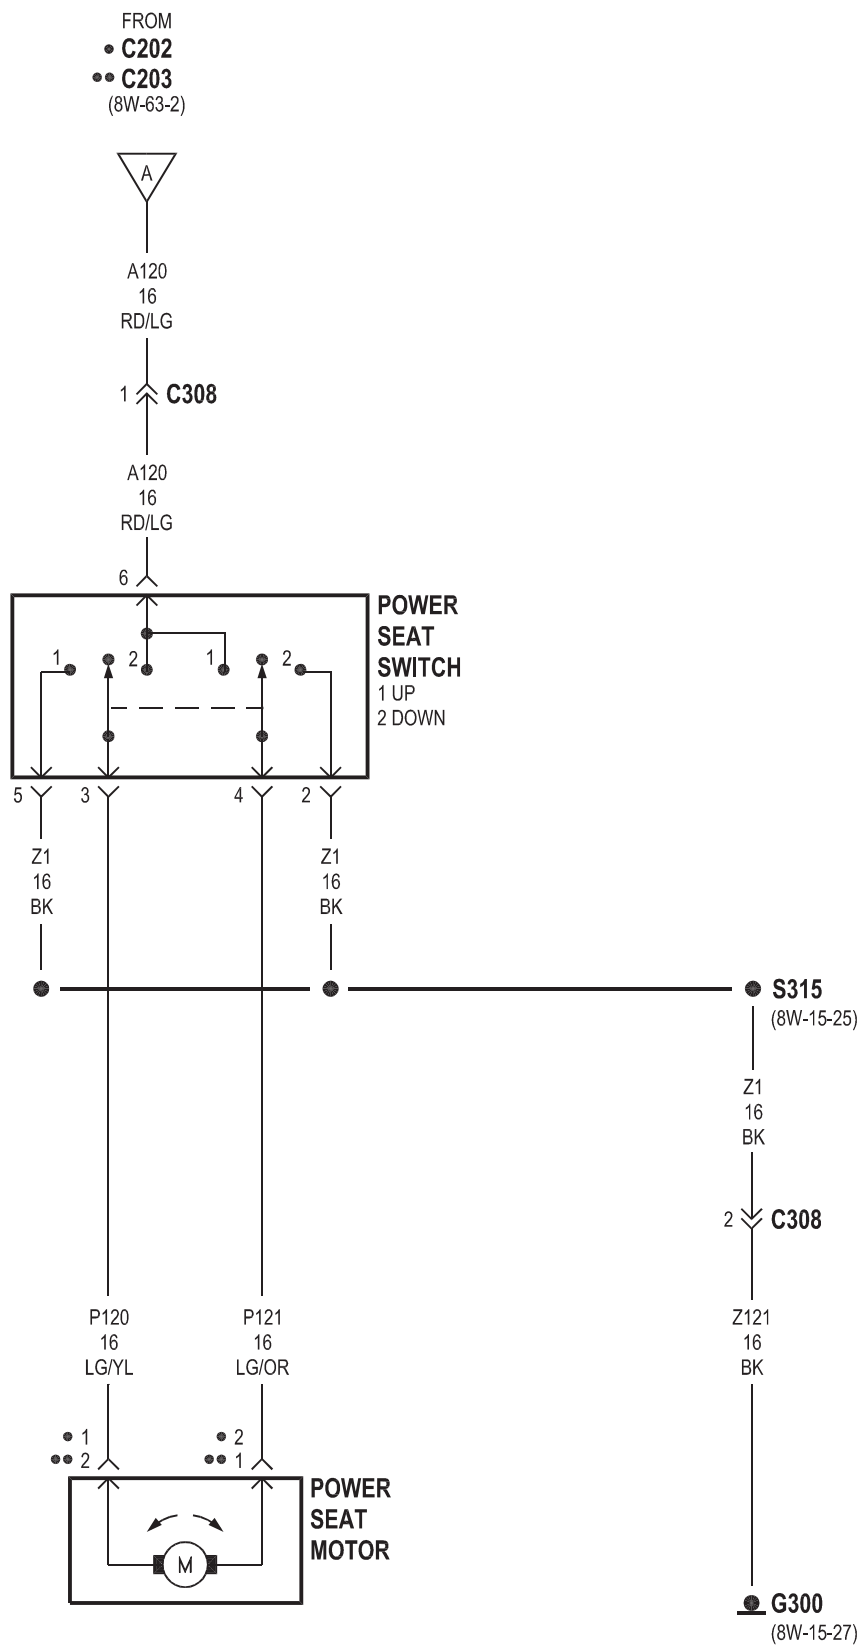 FROM
C202
C203
(8W-63-2)
A
A120
16
RD/LG
1 C308
A120
16
RD/LG
6
POWER
SEAT
SWITCH
1 UP
2 DOWN
1 2 1 2
5 3 4 2
Z1
16
BK
Z1
16
BK
S315
(8W-15-25)
Z1
16
BK
2 C308
P120
16
LG/YL
P121
16
LG/OR
Z121
16
BK
1 2
2 1
POWER
SEAT
MOTOR
M
G300
(8W-15-27)